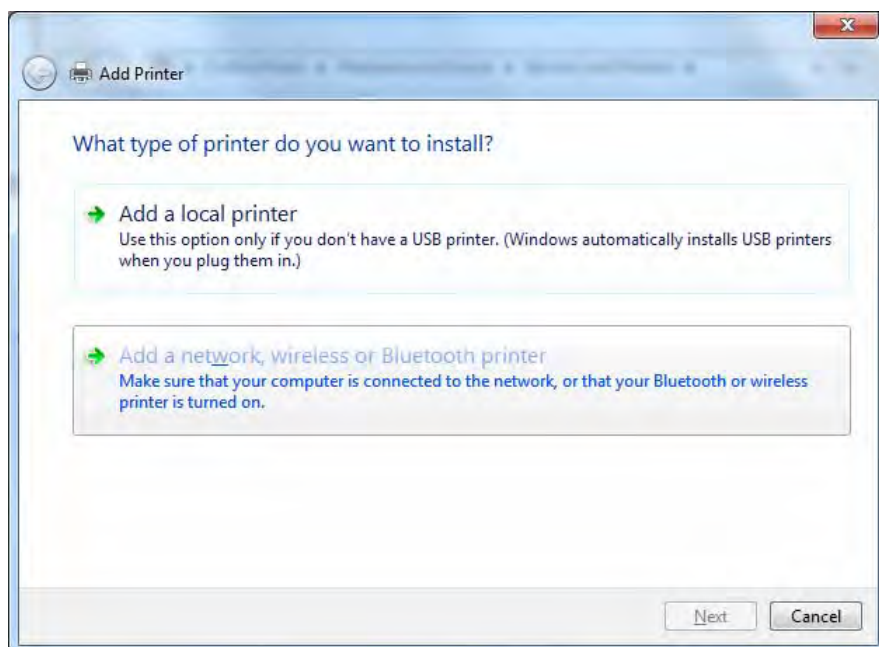 Add Printer
What type of printer do you want to install?
Add a local printer
Use this option only if you don't have a USB printer. (Windows automatically installs USB printers
when you plug them in.)
Add a network, wireless or Bluetooth printer
Make sure that your computer is connected to the network, or that your Bluetooth or wireless
printer is turned on.
Next
Cancel